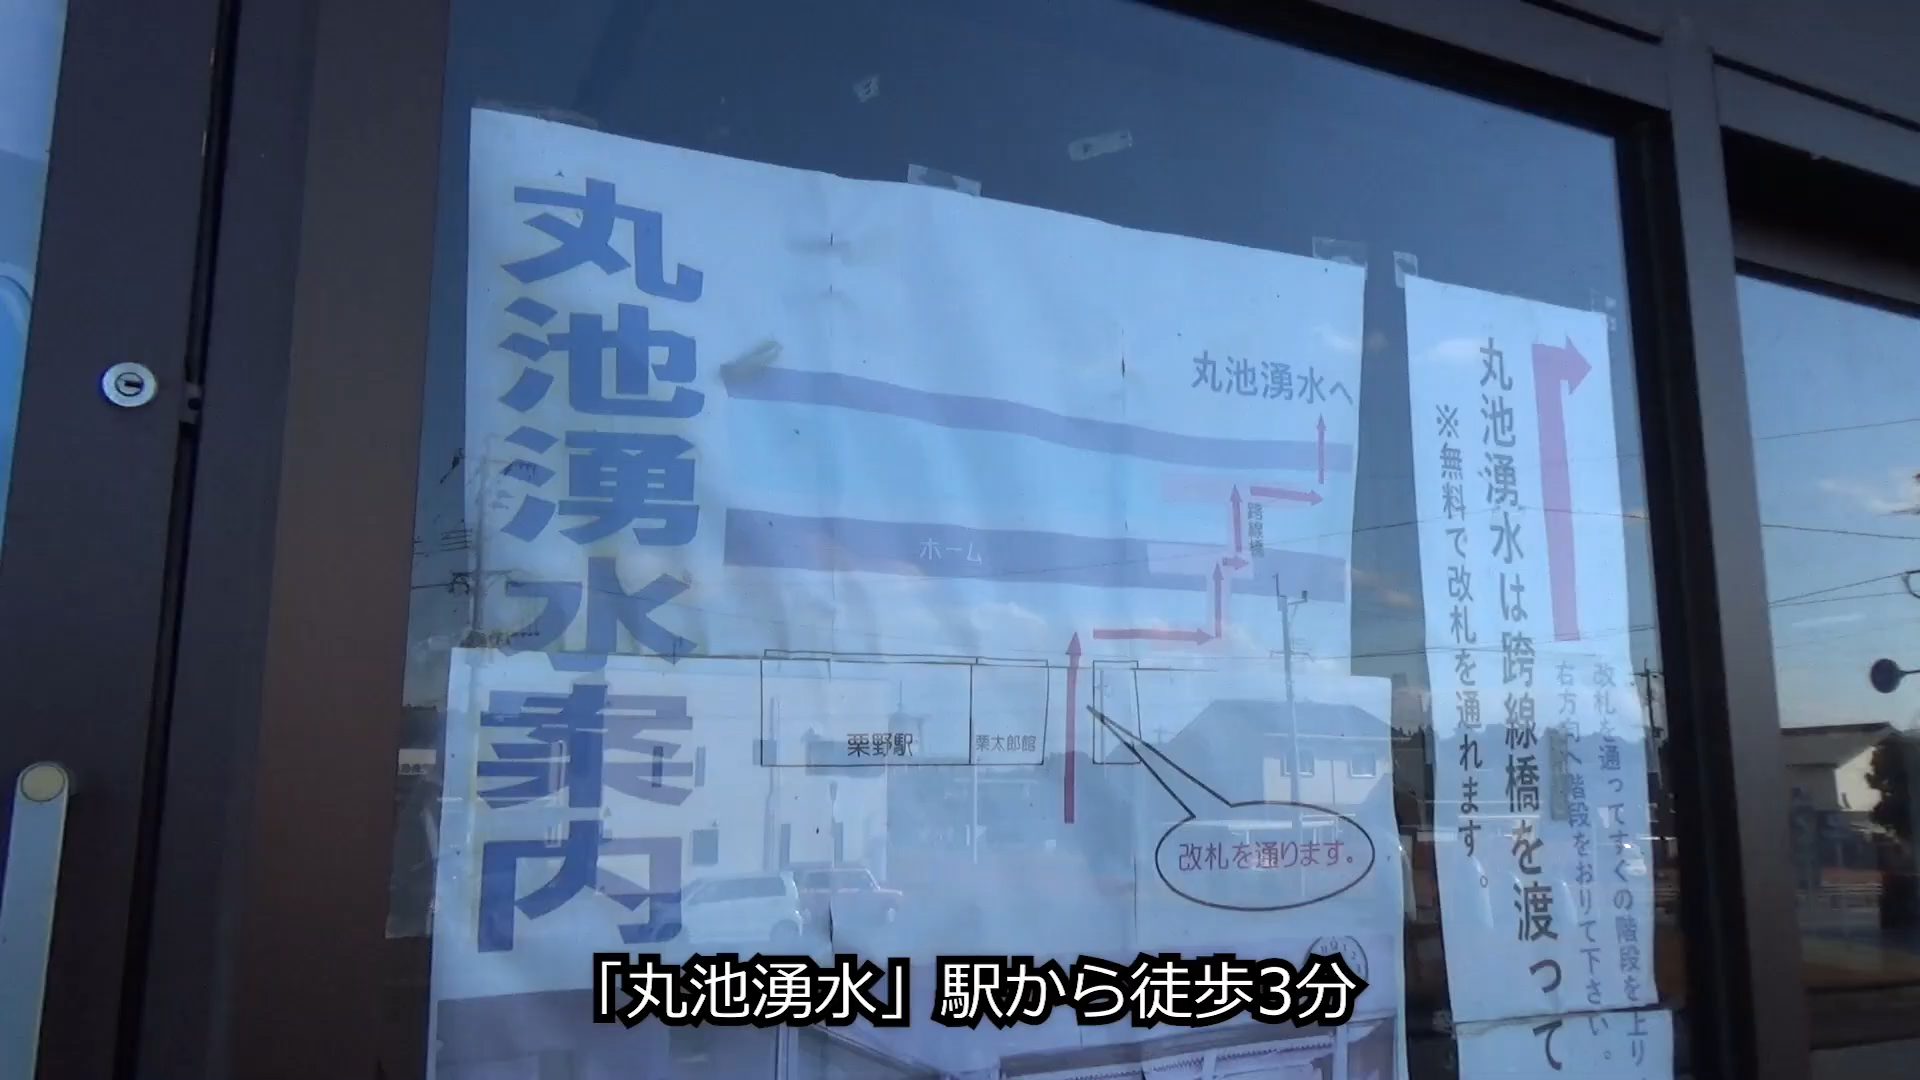 丸池湧水案内
丸池湧水へ
跨線橋
ホーム
栗野駅
栗太郎館
改札を通ります。
丸池湧水は跨線橋を渡って
※無料で改札を通れます。
改札を通ってすぐの階段を上り
右方向へ階段をおりて下さい。
「丸池湧水」駅から徒歩3分